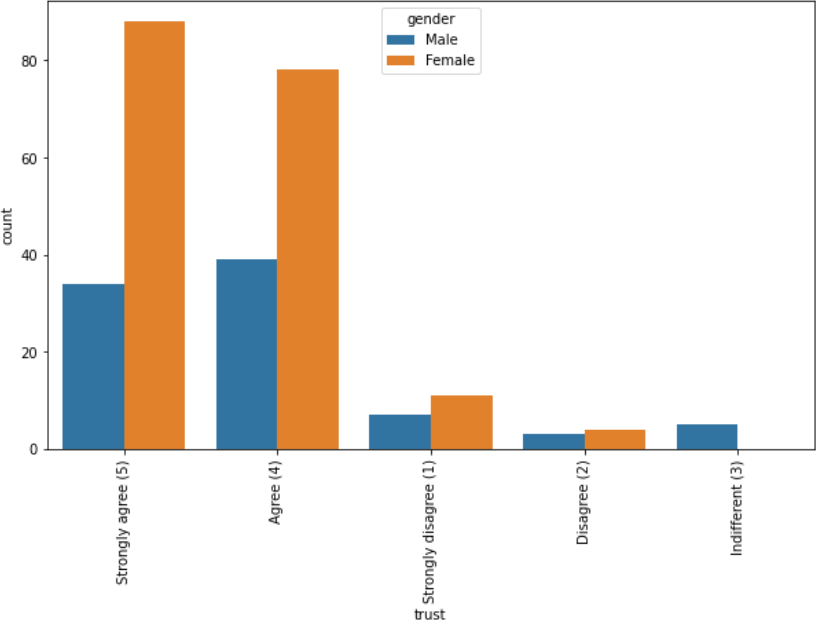 gender
Male
Female
80
60
40
20
0
count
Strongly agree (5)
Agree (4)
Strongly disagree (1)
Disagree (2)
Indifferent (3)
trust